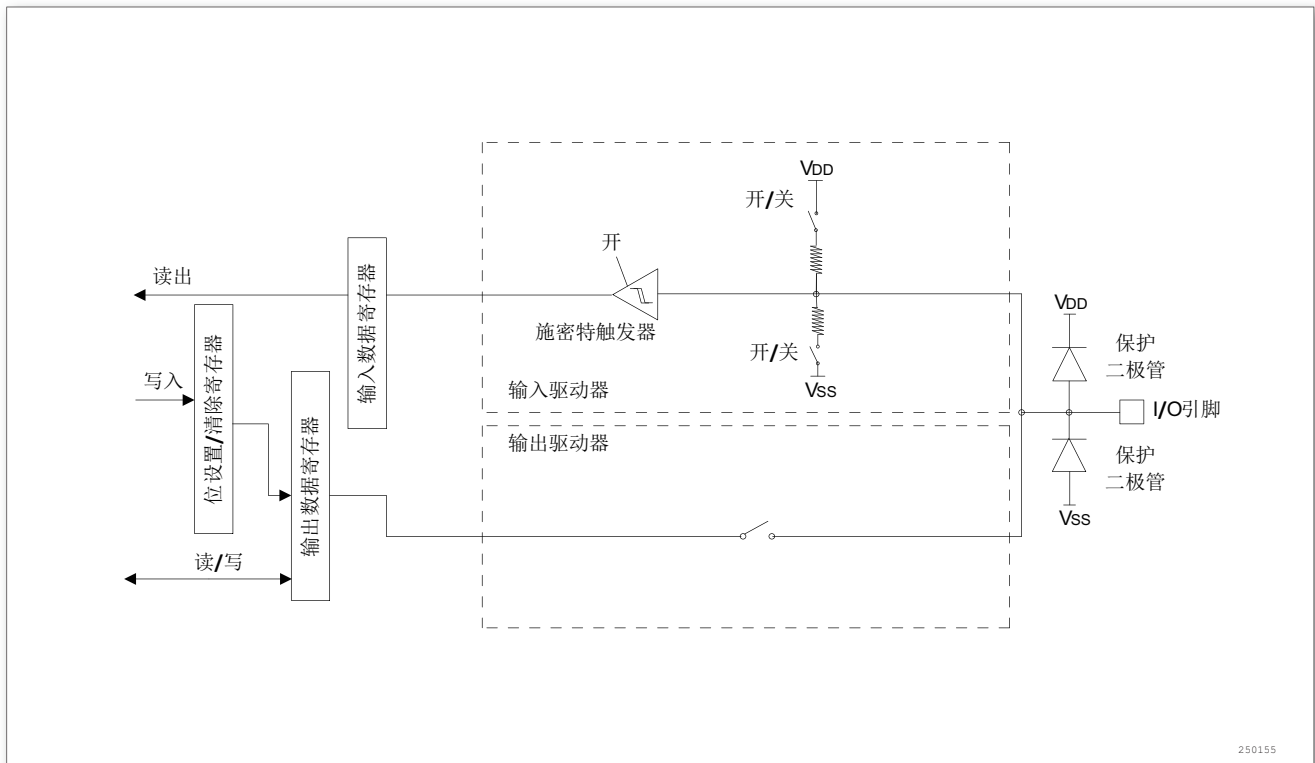 VDD
开/关
开
读出
施密特触发器
输入数据寄存器
开/关
VSS
VDD
保护
二极管
写入
位设置/清除寄存器
输入驱动器
I/O引脚
输出驱动器
输出数据寄存器
保护
二极管
VSS
读/写
250155